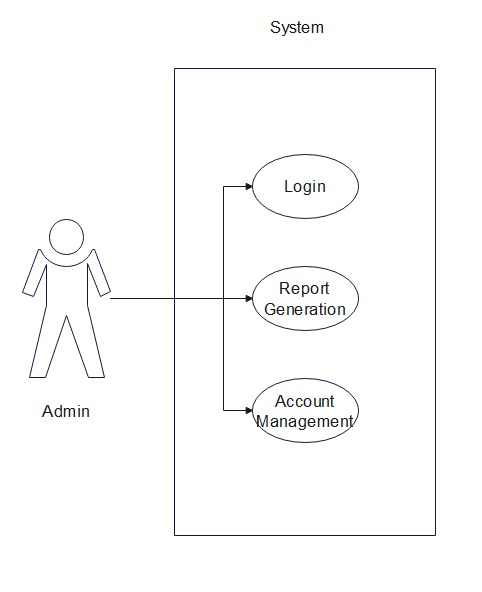 System
Login
Report
Generation
Account
Management
Admin